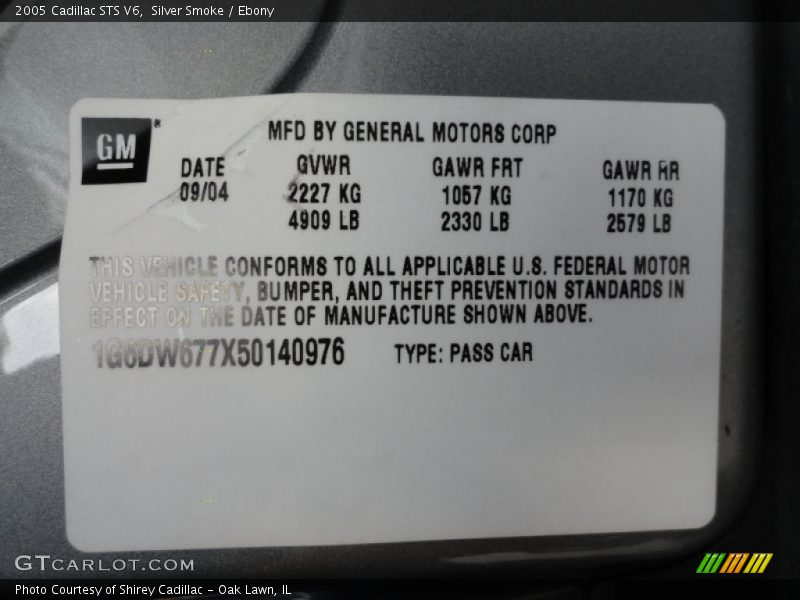 2005 Cadillac STS V6,  Silver Smoke / Ebony
GM®
MFD BY GENERAL MOTORS CORP
DATE GVWR GAWR FRT GAWR RR
09/04 2227 KG 1057 KG 1170 KG
4909 LB 2330 LB 2579 LB
THIS VEHICLE CONFORMS TO ALL APPLICABLE U.S. FEDERAL MOTOR
VEHICLE SAFETY, BUMPER, AND THEFT PREVENTION STANDARDS IN
EFFECT ON THE DATE OF MANUFACTURE SHOWN ABOVE.
1G6DW677X50140976 TYPE: PASS CAR
GTCARLOT.COM
Photo Courtesy of Shirey Cadillac - Oak Lawn, IL